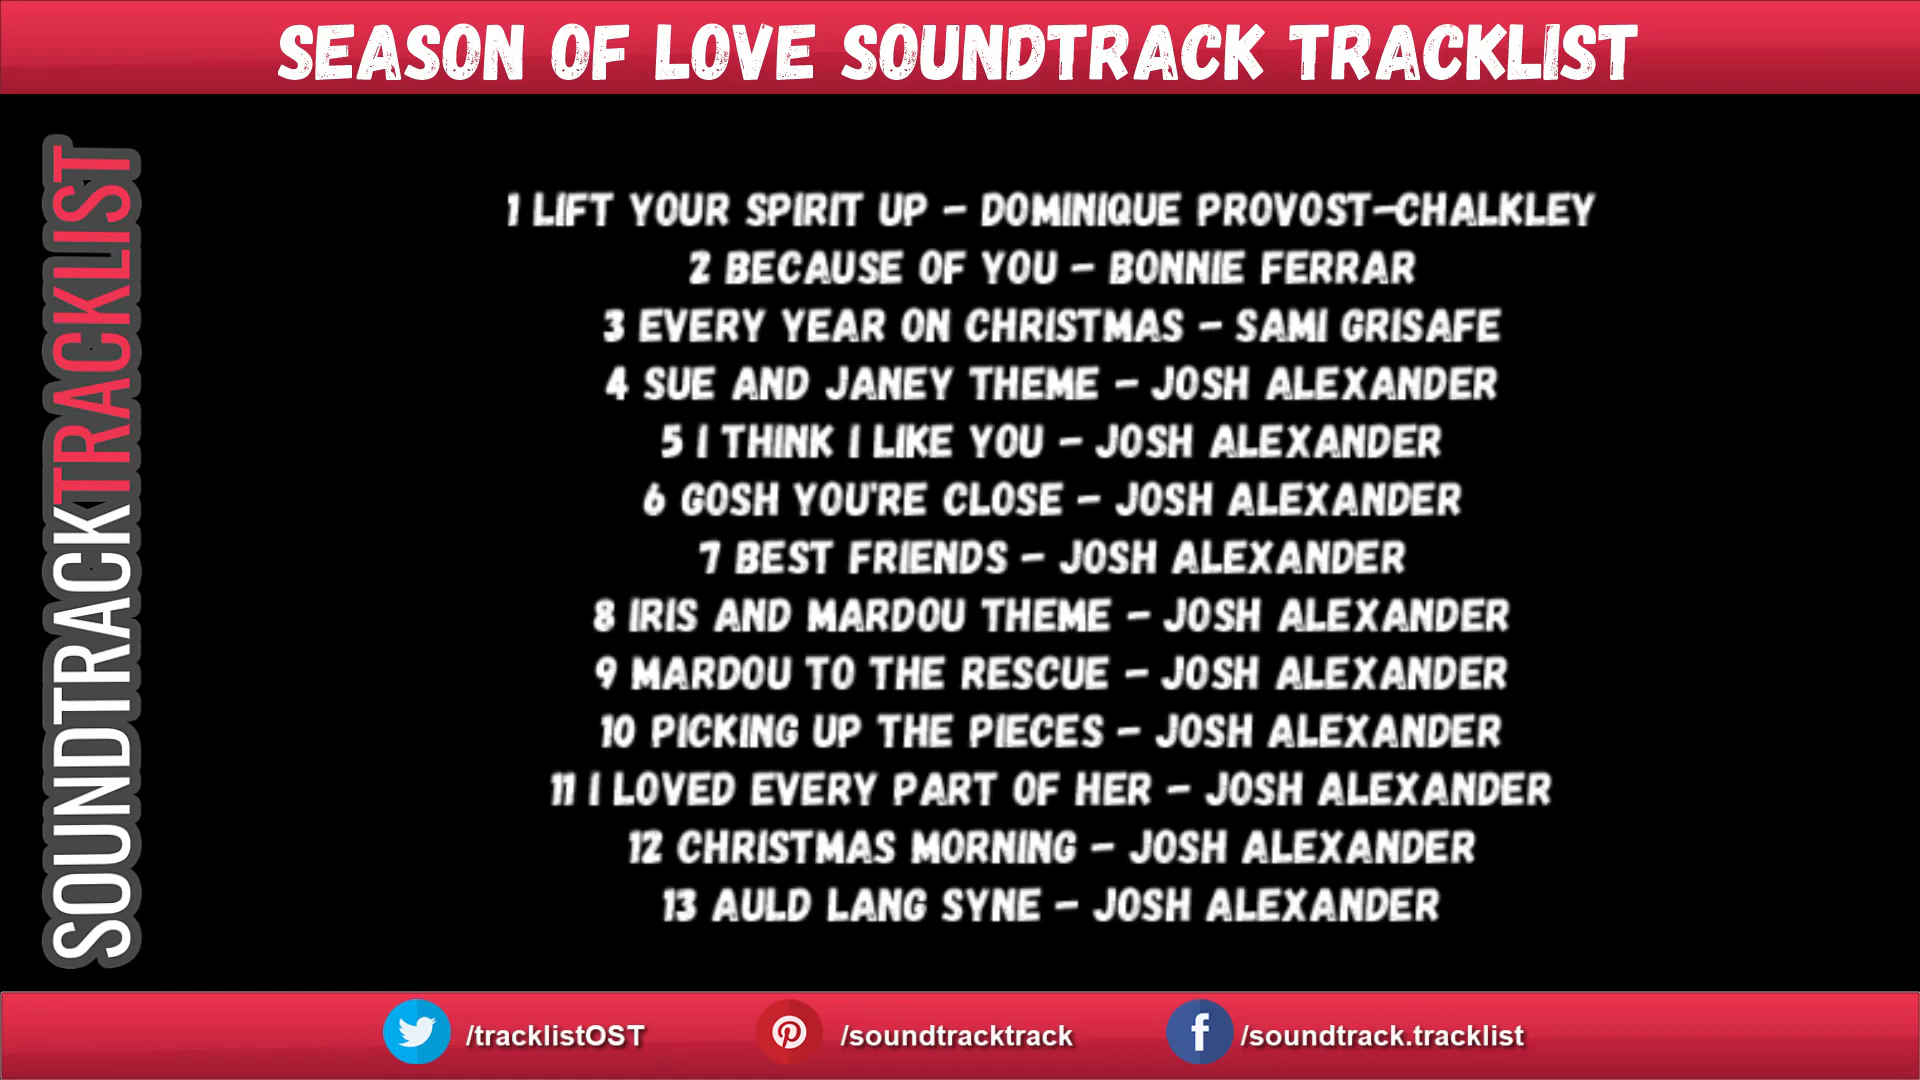 SEASON OF LOVE SOUNDTRACK TRACKLIST
SOUNDTRACKTRACKLIST
1 LIFT YOUR SPIRIT UP - DOMINIQUE PROVOST-CHALKLEY
2 BECAUSE OF YOU - BONNIE FERRAR
3 EVERY YEAR ON CHRISTMAS - SAMI GRISAFE
4 SUE AND JANEY THEME - JOSH ALEXANDER
5 I THINK I LIKE YOU - JOSH ALEXANDER
6 GOSH YOU'RE CLOSE - JOSH ALEXANDER
7 BEST FRIENDS - JOSH ALEXANDER
8 IRIS AND MARDOU THEME - JOSH ALEXANDER
9 MARDOU TO THE RESCUE - JOSH ALEXANDER
10 PICKING UP THE PIECES - JOSH ALEXANDER
11 I LOVED EVERY PART OF HER - JOSH ALEXANDER
12 CHRISTMAS MORNING - JOSH ALEXANDER
13 AULD LANG SYNE - JOSH ALEXANDER
/tracklistOST /soundtracktrack /soundtrack.tracklist